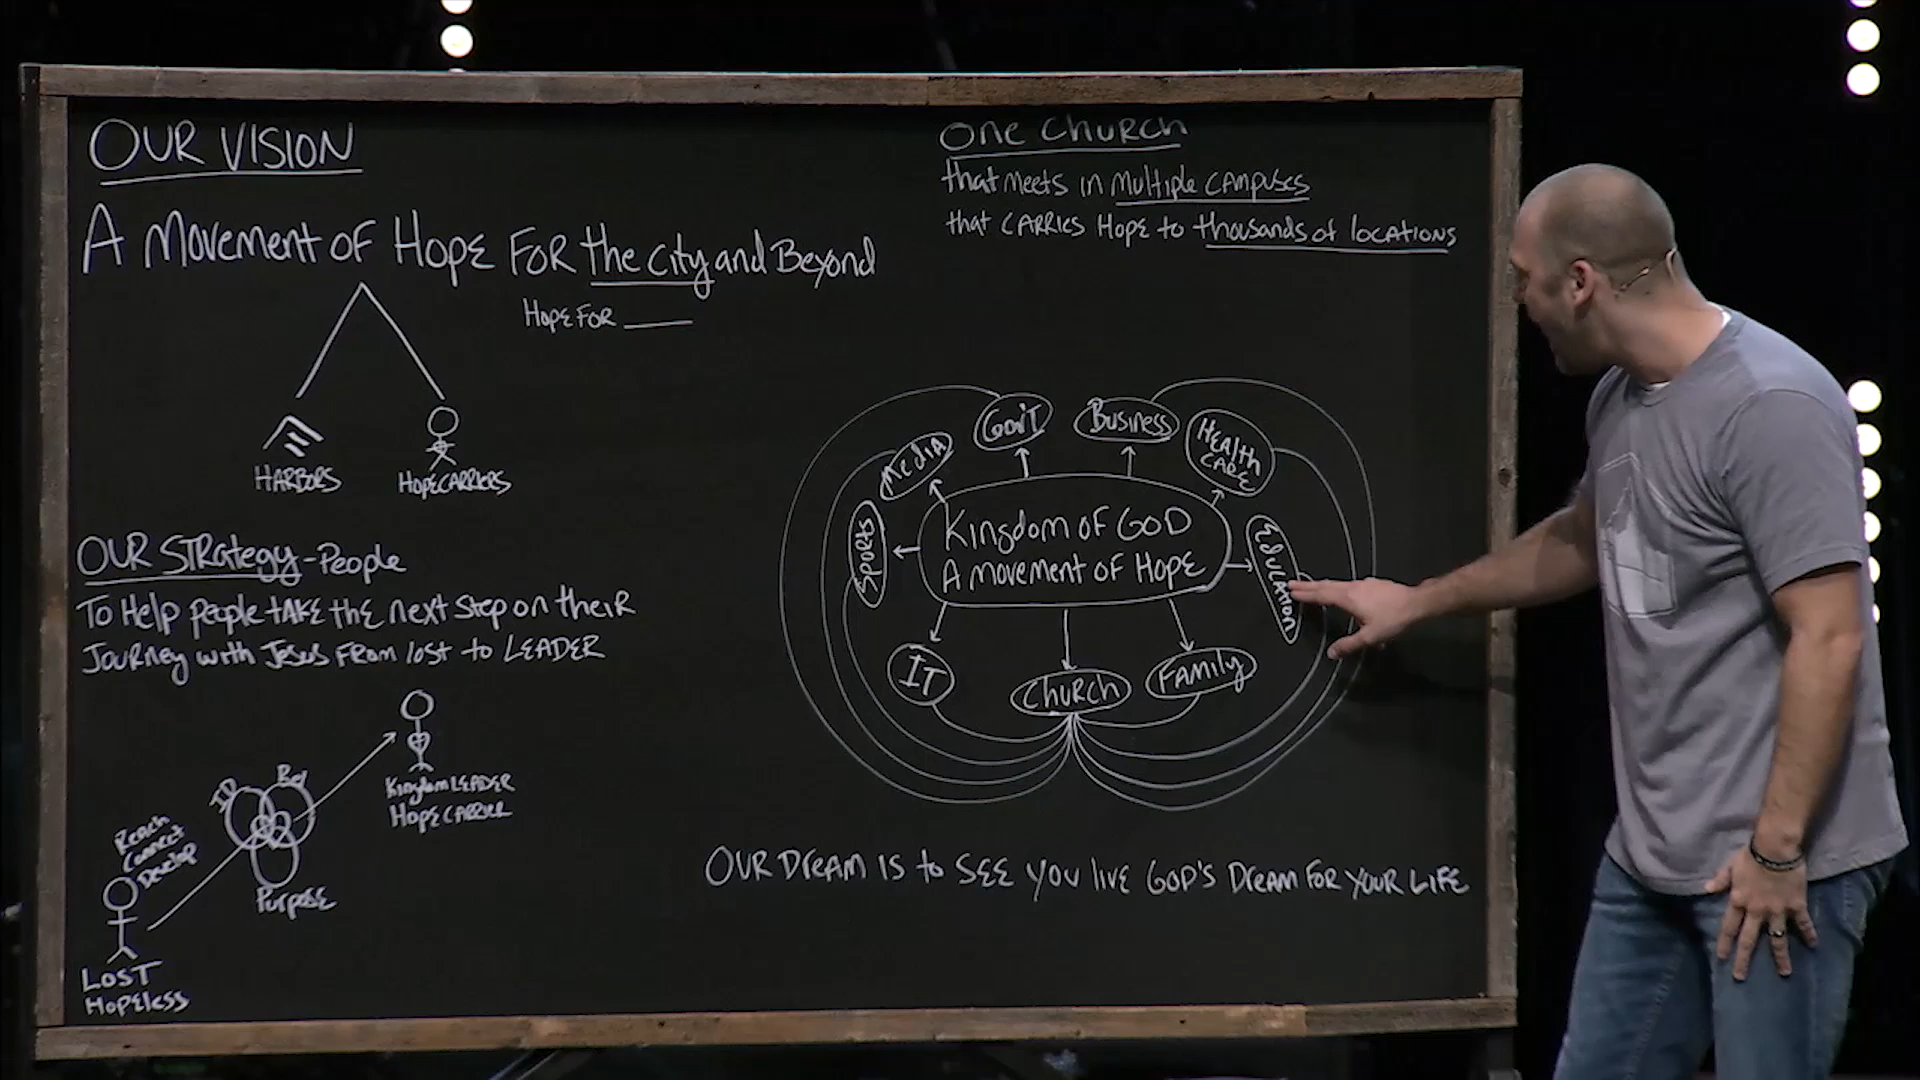 OUR VISION
A Movement of Hope For the city and Beyond
Hope For ____
HARBORS
HopeCARRIERS
OUR Strategy - People
To Help people take the next step on their
Journey with Jesus from lost to LEADER
Reach
Connect
Develop
ID
Purpose
Kingdom LEADER
Hope CARRIER
LOST
Hopeless
One Church
that meets in multiple campuses
that carries Hope to thousands of locations
Gov't
Business
Health
Care
Media
Sports
Education
Kingdom of God
A movement of Hope
IT
Church
Family
Our Dream is to see you live God's Dream for your life